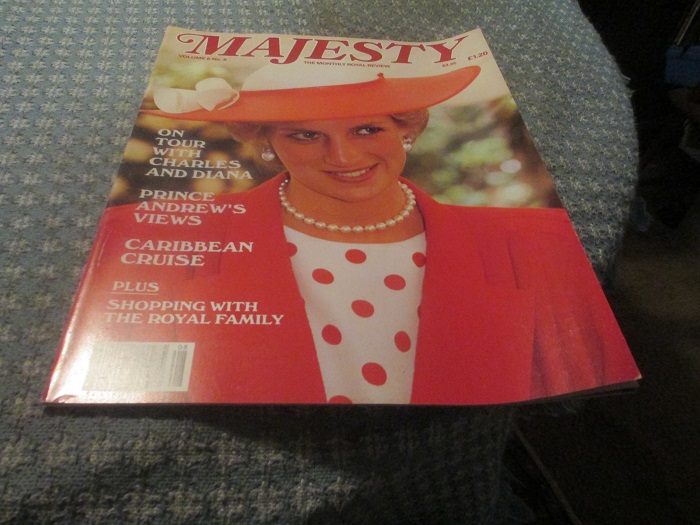 MAJESTY
THE MONTHLY ROYAL REVIEW
£1.20
ON
TOUR
WITH
CHARLES
AND DIANA
PRINCE
ANDREW'S
VIEWS
CARIBBEAN
CRUISE
PLUS
SHOPPING WITH
THE ROYAL FAMILY